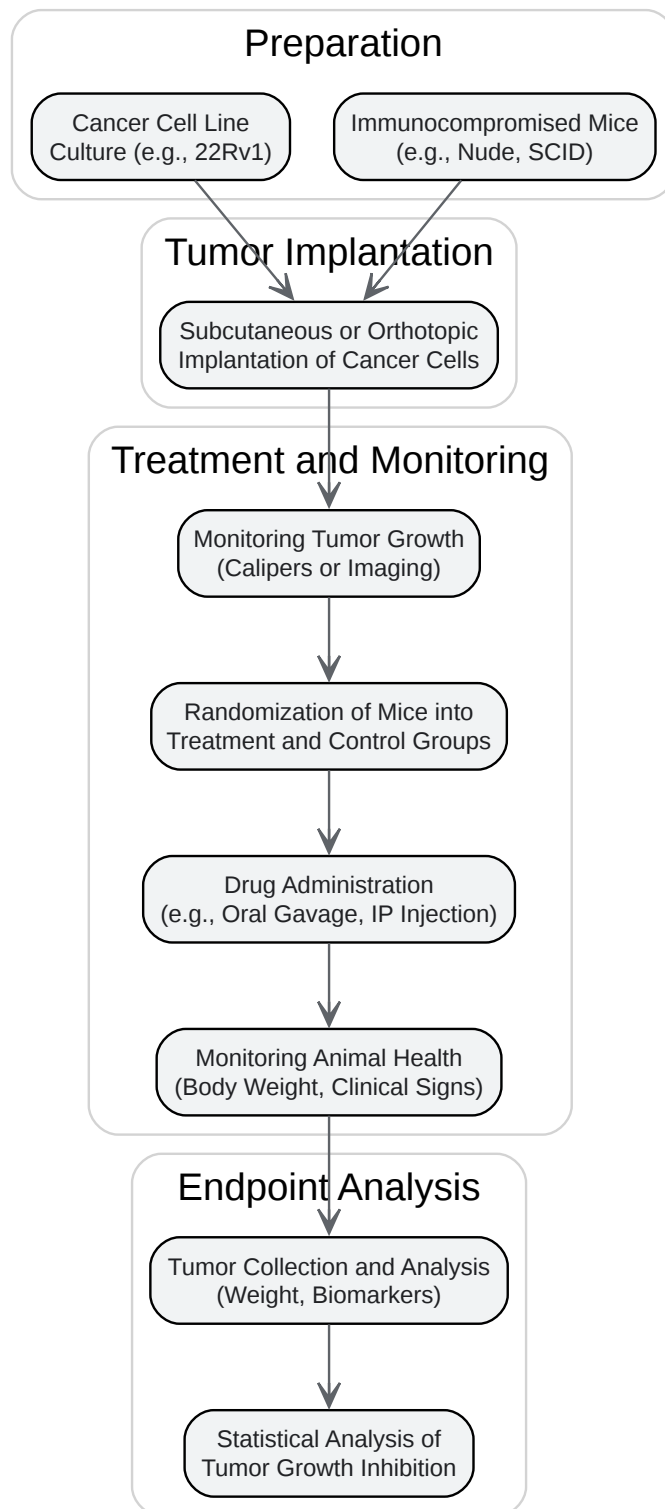 Preparation
Cancer Cell Line
Culture (e.g., 22Rv1)
Immunocompromised Mice
(e.g., Nude, SCID)
Tumor Implantation
Subcutaneous or Orthotopic
Implantation of Cancer Cells
Treatment and Monitoring
Monitoring Tumor Growth
(Calipers or Imaging)
Randomization of Mice into
Treatment and Control Groups
Drug Administration
(e.g., Oral Gavage, IP Injection)
Monitoring Animal Health
(Body Weight, Clinical Signs)
Endpoint Analysis
Tumor Collection and Analysis
(Weight, Biomarkers)
Statistical Analysis of
Tumor Growth Inhibition